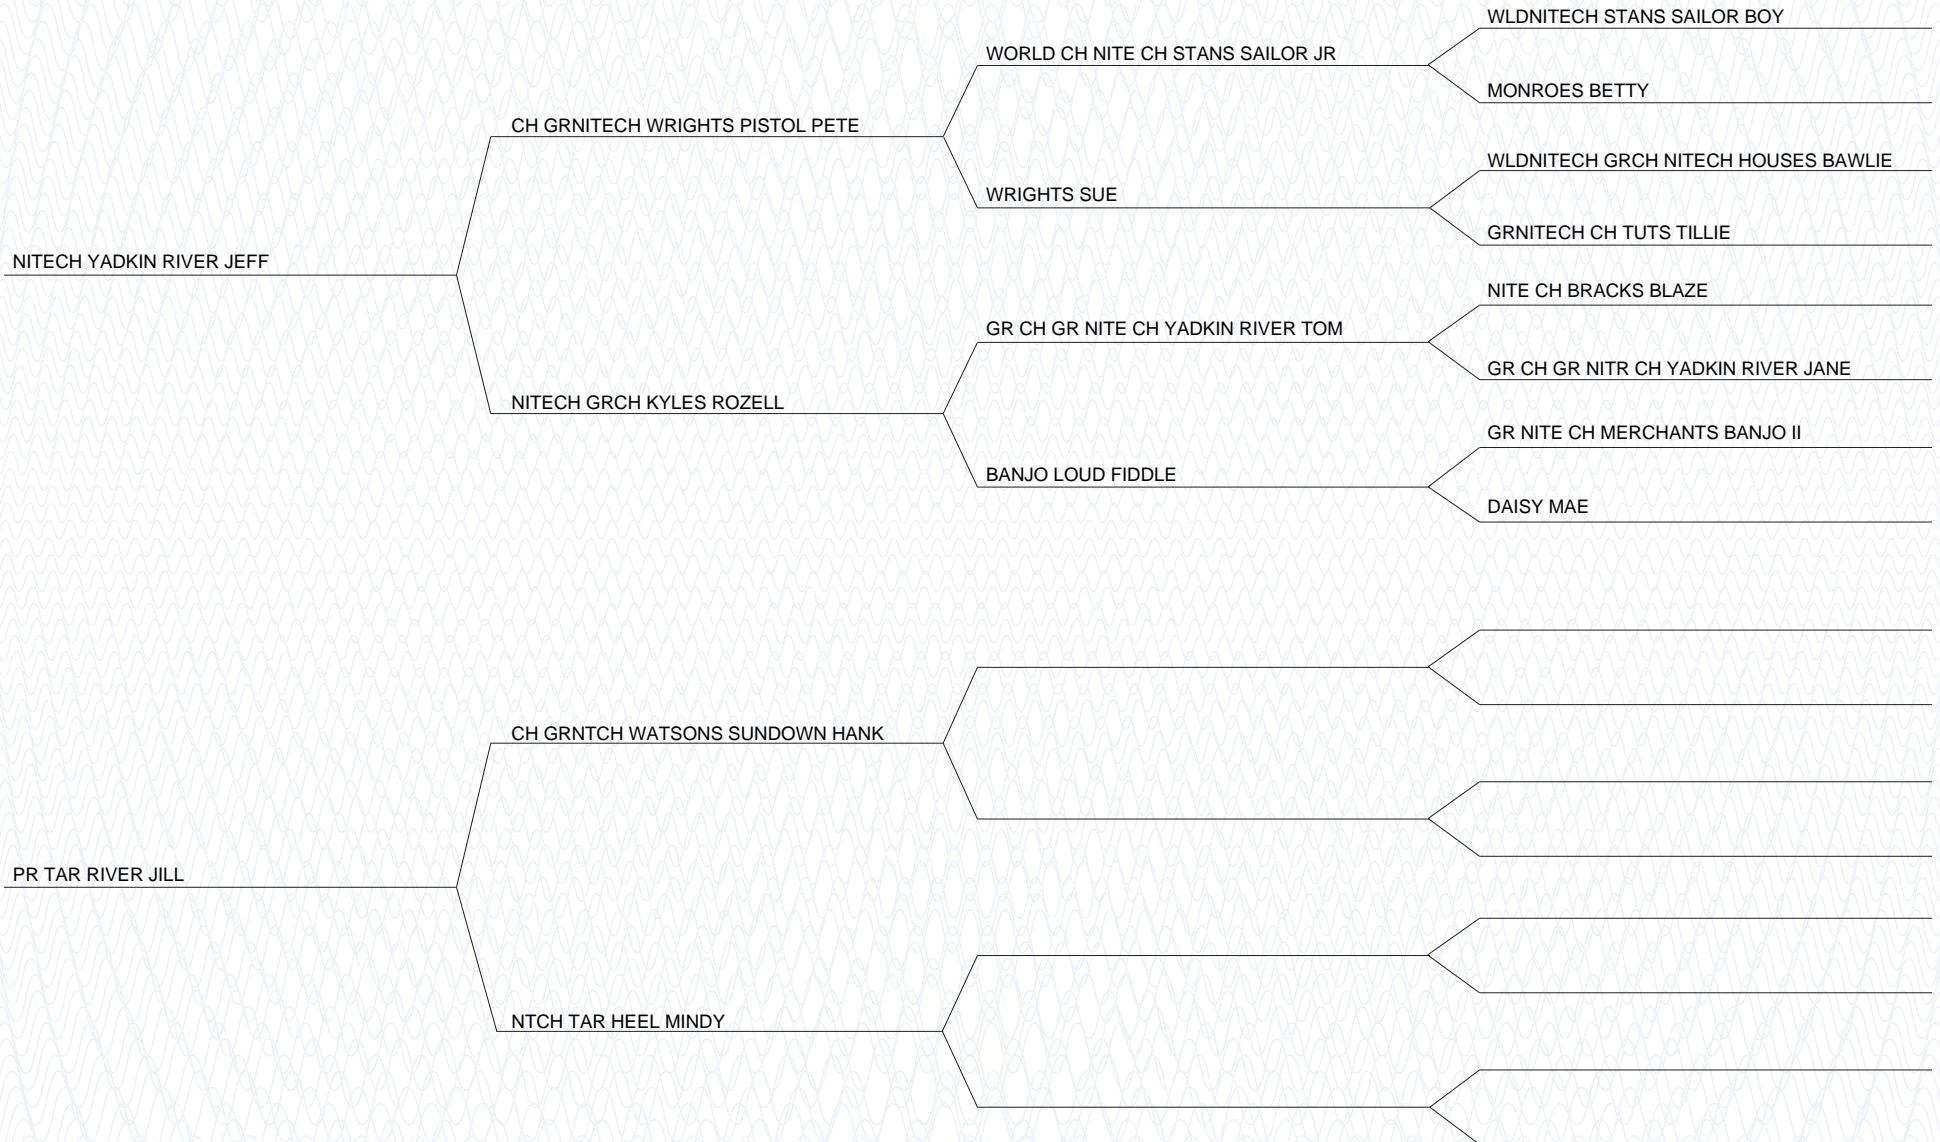 WLDNITECH STANS SAILOR BOY
WORLD CH NITE CH STANS SAILOR JR
MONROES BETTY
CH GRNITECH WRIGHTS PISTOL PETE
WLDNITECH GRCH NITECH HOUSES BAWLIE
WRIGHTS SUE
GRNITECH CH TUTS TILLIE
NITECH YADKIN RIVER JEFF
NITE CH BRACKS BLAZE
GR CH GR NITE CH YADKIN RIVER TOM
GR CH GR NITR CH YADKIN RIVER JANE
NITECH GRCH KYLES ROZELL
GR NITE CH MERCHANTS BANJO II
BANJO LOUD FIDDLE
DAISY MAE
CH GRNTCH WATSONS SUNDOWN HANK
PR TAR RIVER JILL
NTCH TAR HEEL MINDY